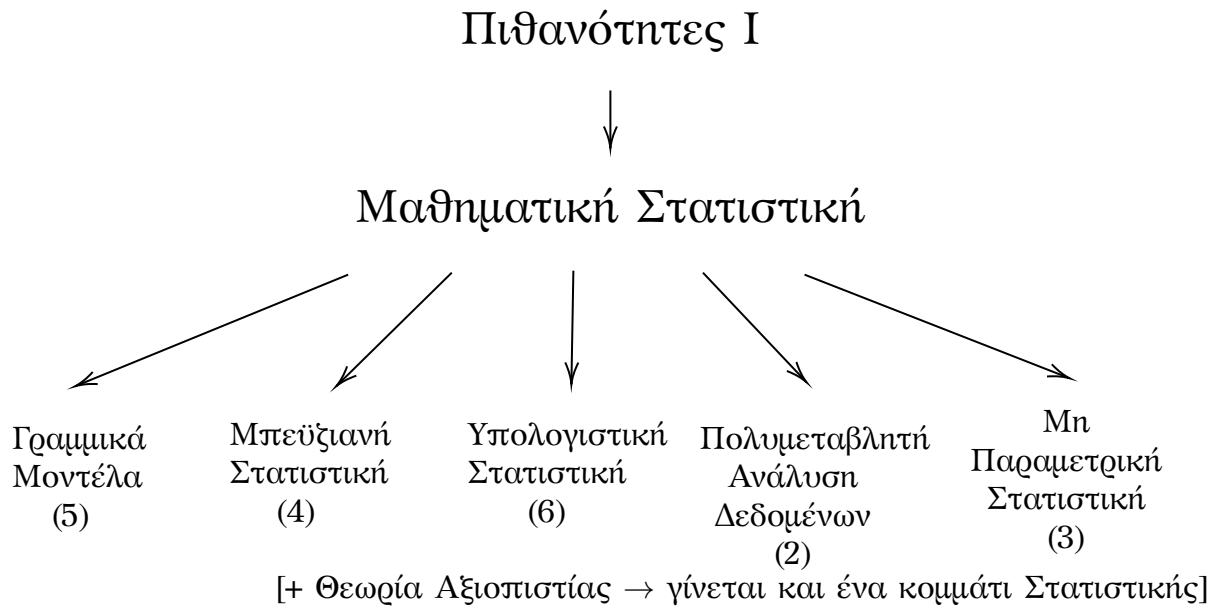 Πιθανότητες Ι
Μαθηματική Στατιστική
Γραμμικά
Μοντέλα
(5)
Μπεϋζιανή
Στατιστική
(4)
Υπολογιστική
Στατιστική
(6)
Πολυμεταβλητή
Ανάλυση
Δεδομένων
(2)
Μη
Παραμετρική
Στατιστική
(3)
[+ Θεωρία Αξιοπιστίας → γίνεται και ένα κομμάτι Στατιστικής]